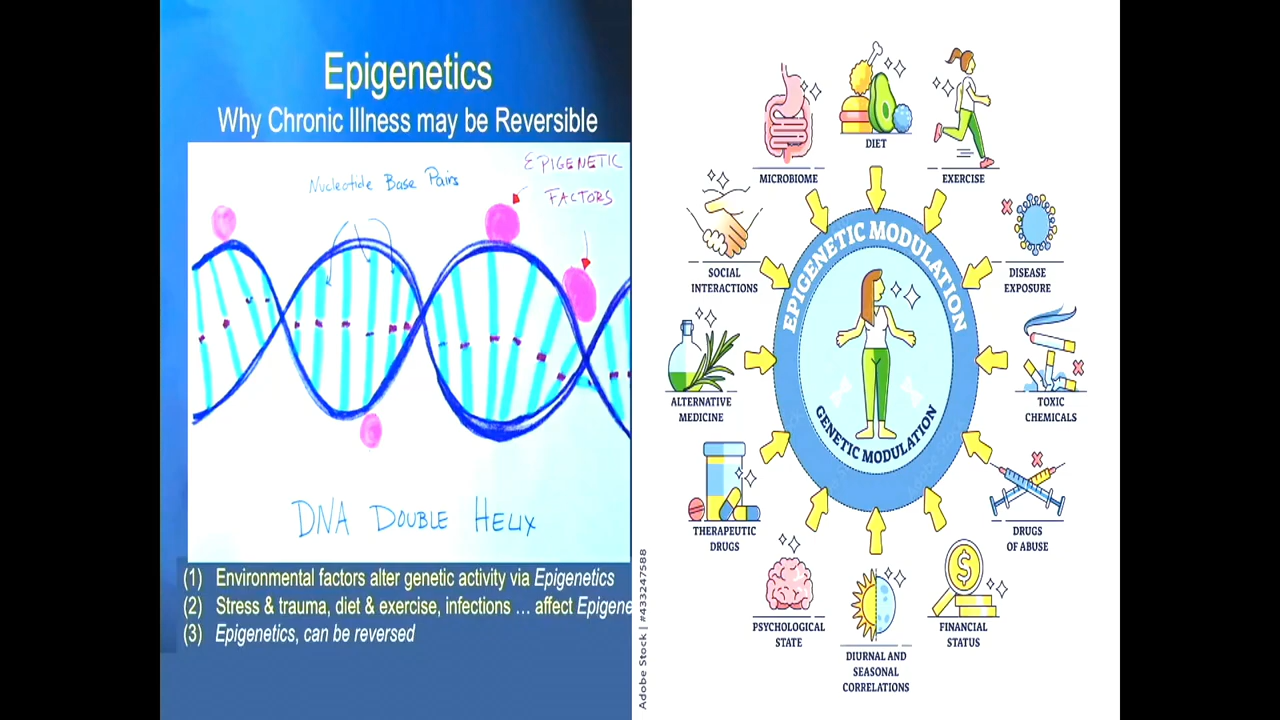 Epigenetics
Why Chronic Illness may be Reversible
Nucleotide Base Pairs
EPIGENETIC
FACTORS
DNA DOUBLE HELIX
(1) Environmental factors alter genetic activity via Epigenetics
(2) Stress & trauma, diet & exercise, infections … affect Epigene
(3) Epigenetics, can be reversed
Adobe Stock | #433247588
EPIGENETIC MODULATION
GENETIC MODULATION
DIET
EXERCISE
DISEASE
EXPOSURE
TOXIC
CHEMICALS
DRUGS
OF ABUSE
FINANCIAL
STATUS
DIURNAL AND
SEASONAL
CORRELATIONS
PSYCHOLOGICAL
STATE
THERAPEUTIC
DRUGS
ALTERNATIVE
MEDICINE
SOCIAL
INTERACTIONS
MICROBIOME